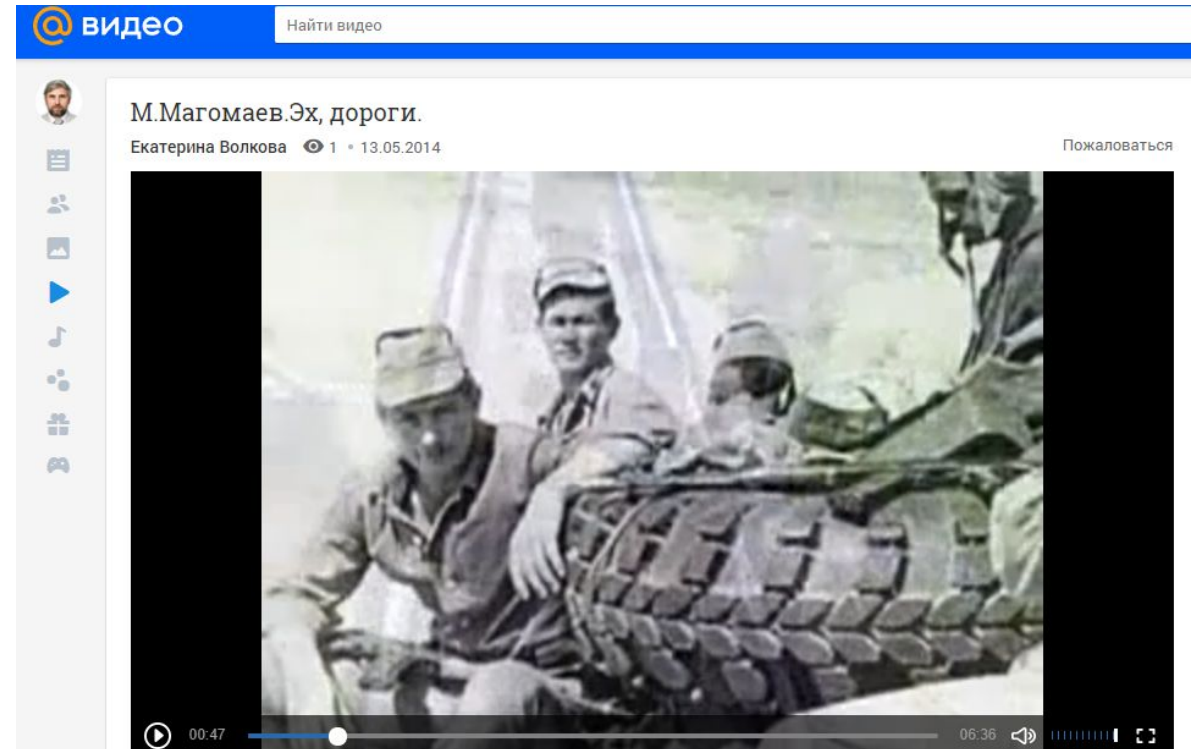 @ видео
Найти видео
М.Магомаев.Эх, дороги.
Екатерина Волкова 1 • 13.05.2014
Пожаловаться
00:47
06:36